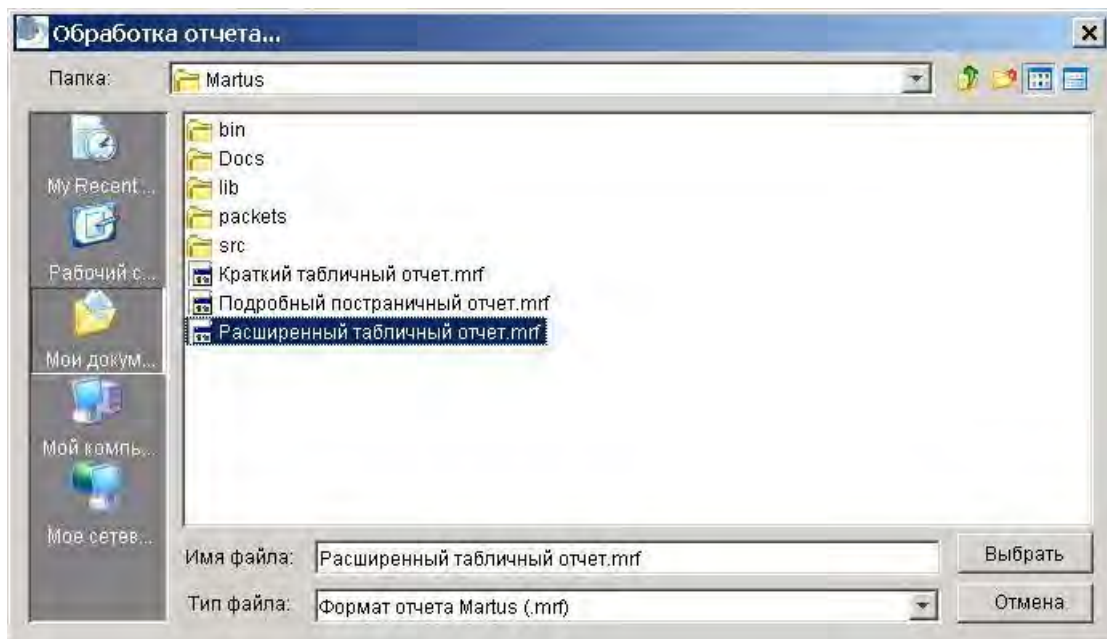 Обработка отчета...
Папка:
Martus
My Recent ...
Рабочий с...
Мои докум...
Мой компь...
Мое сетев...
bin
Docs
lib
packets
src
Краткий табличный отчет.mrf
Подробный постраничный отчет.mrf
Расширенный табличный отчет.mrf
Имя файла:
Расширенный табличный отчет.mrf
Выбрать
Тип файла:
Формат отчета Martus (.mrf)
Отмена